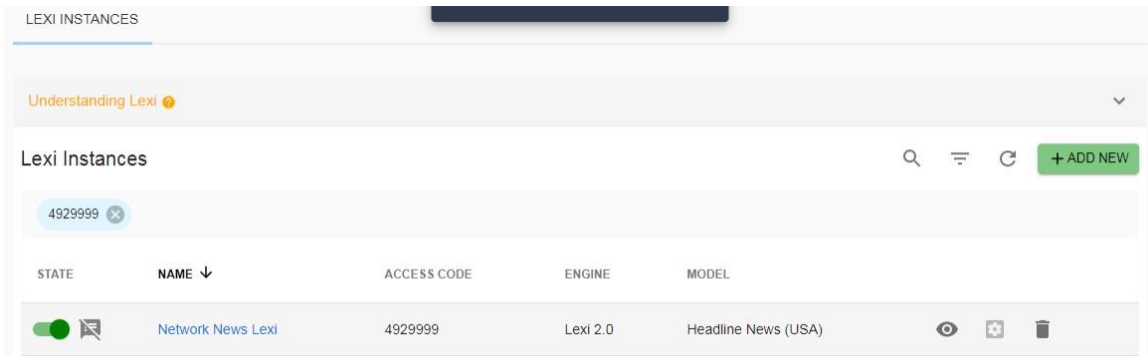 LEXI INSTANCES
Understanding Lexi ?
Lexi Instances
+ ADD NEW
4929999
STATE NAME ACCESS CODE ENGINE MODEL
Network News Lexi 4929999 Lexi 2.0 Headline News (USA)